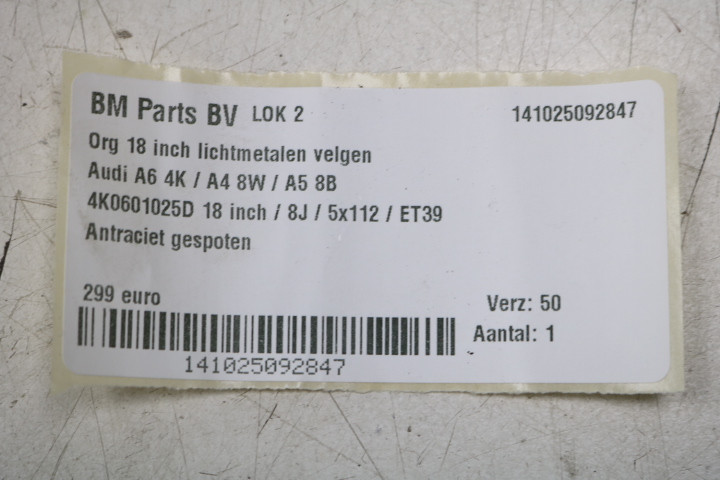 BM Parts BV LOK 2 141025092847
Org 18 inch lichtmetalen velgen
Audi A6 4K / A4 8W / A5 8B
4K0601025D 18 inch / 8J / 5x112 / ET39
Antraciet gespoten
299 euro Verz: 50
Aantal: 1
141025092847